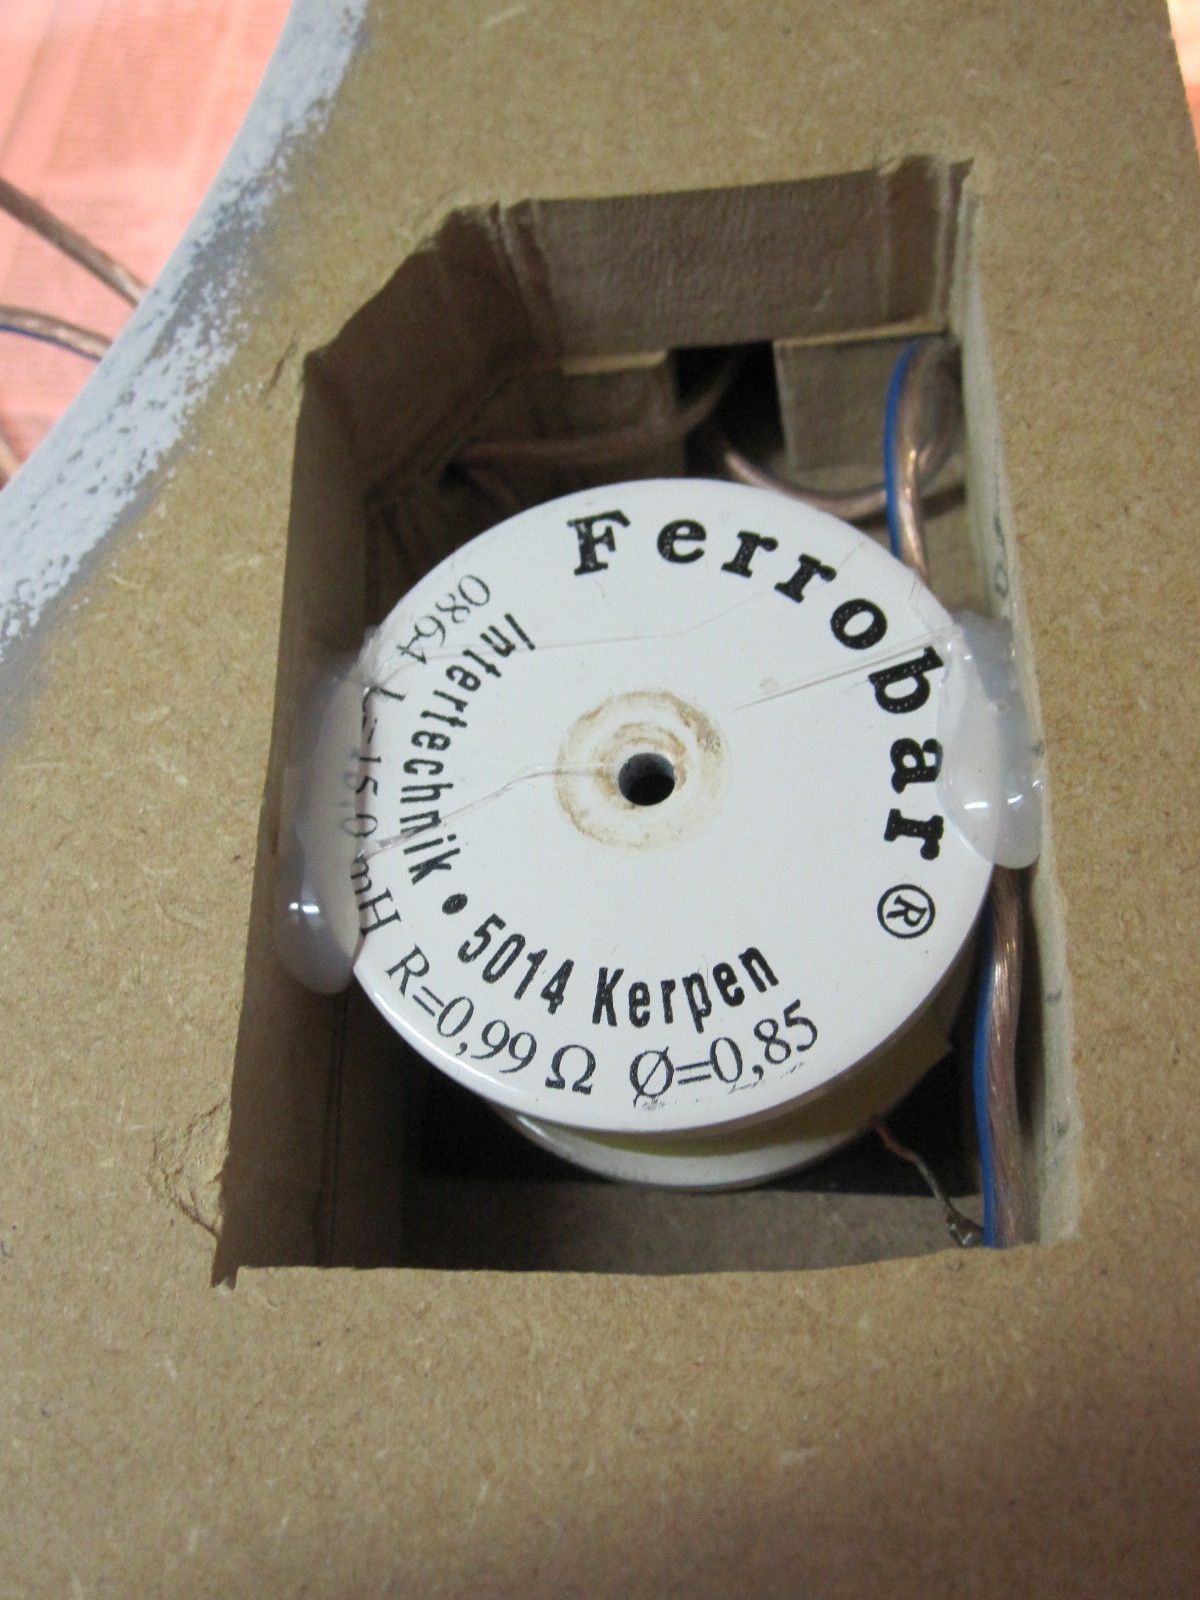 Ferrobar®
Intertechnik • 5014 Kerpen
0864 L=15,0 mH R=0,99 Ω Ø=0,85